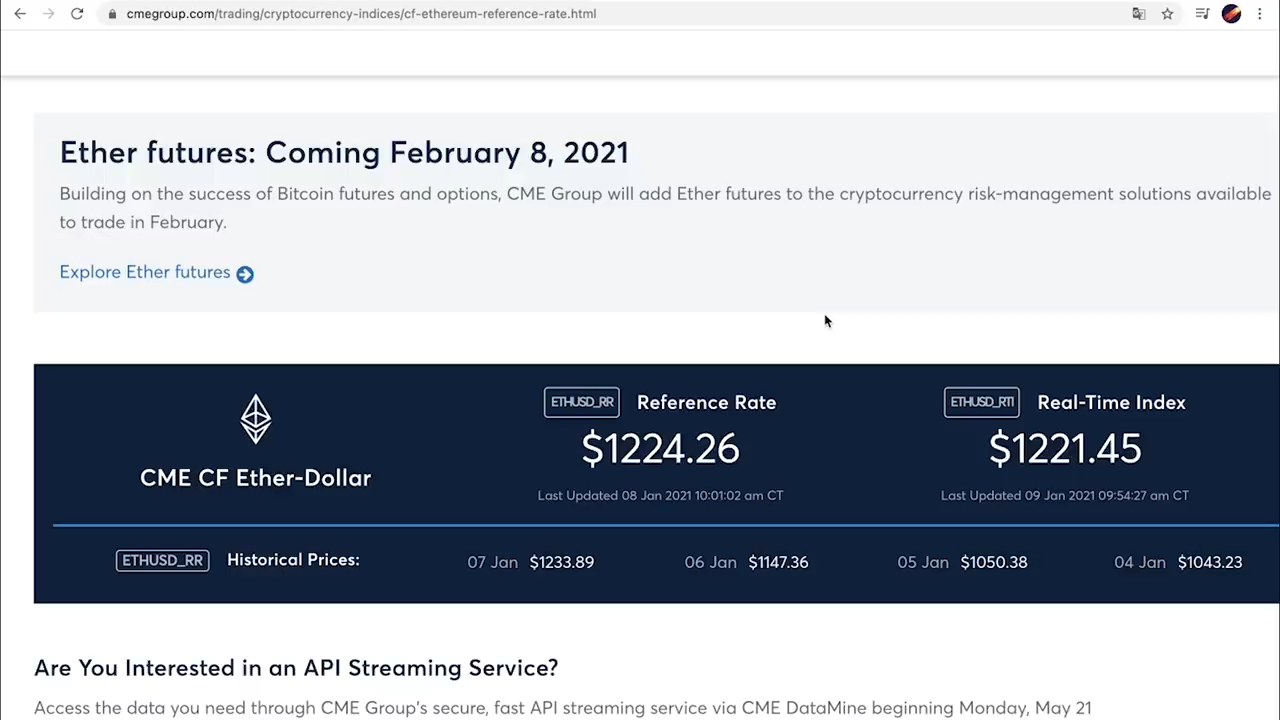 cmegroup.com/trading/cryptocurrency-indices/cf-ethereum-reference-rate.html
Ether futures: Coming February 8, 2021
Building on the success of Bitcoin futures and options, CME Group will add Ether futures to the cryptocurrency risk-management solutions available
to trade in February.
Explore Ether futures
CME CF Ether-Dollar
ETHUSD_RR Reference Rate
$1224.26
Last Updated 08 Jan 2021 10:01:02 am CT
ETHUSD_RTI Real-Time Index
$1221.45
Last Updated 09 Jan 2021 09:54:27 am CT
ETHUSD_RR Historical Prices: 07 Jan $1233.89 06 Jan $1147.36 05 Jan $1050.38 04 Jan $1043.23
Are You Interested in an API Streaming Service?
Access the data you need through CME Group's secure, fast API streaming service via CME DataMine beginning Monday, May 21